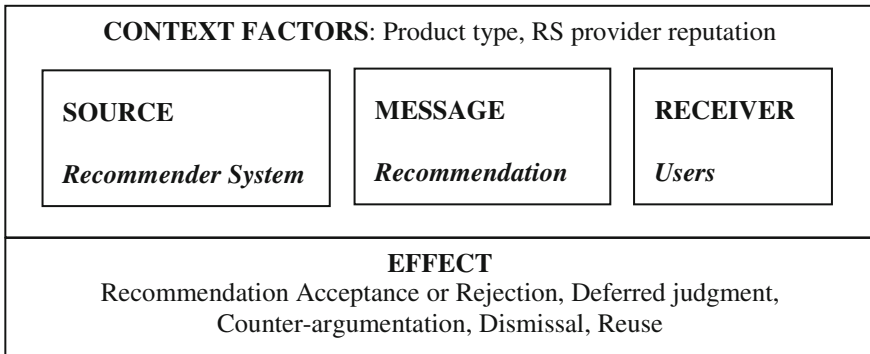 CONTEXT FACTORS: Product type, RS provider reputation
SOURCE
Recommender System
MESSAGE
Recommendation
RECEIVER
Users
EFFECT
Recommendation Acceptance or Rejection, Deferred judgment,
Counter-argumentation, Dismissal, Reuse